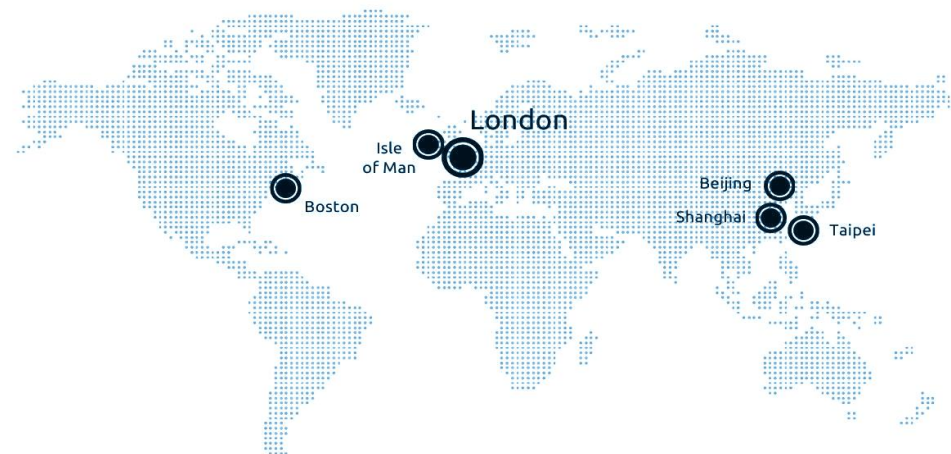 London
Isle
of Man
Boston
Beijing
Shanghai
Taipei